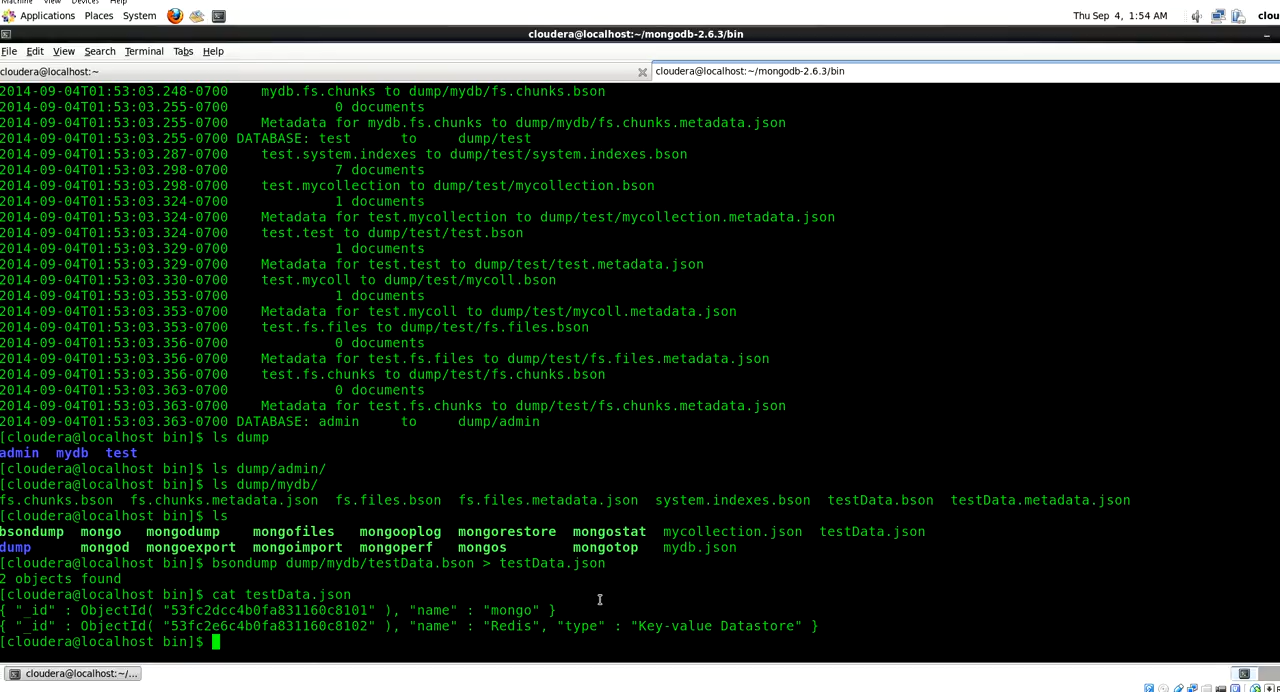 Machine View Devices Help
Applications Places System Thu Sep 4, 1:54 AM clou
cloudera@localhost:~/mongodb-2.6.3/bin
File Edit View Search Terminal Tabs Help
cloudera@localhost:~ cloudera@localhost:~/mongodb-2.6.3/bin
2014-09-04T01:53:03.248-0700 mydb.fs.chunks to dump/mydb/fs.chunks.bson
2014-09-04T01:53:03.255-0700 0 documents
2014-09-04T01:53:03.255-0700 Metadata for mydb.fs.chunks to dump/mydb/fs.chunks.metadata.json
2014-09-04T01:53:03.255-0700 DATABASE: test to dump/test
2014-09-04T01:53:03.287-0700 test.system.indexes to dump/test/system.indexes.bson
2014-09-04T01:53:03.298-0700 7 documents
2014-09-04T01:53:03.298-0700 test.mycollection to dump/test/mycollection.bson
2014-09-04T01:53:03.324-0700 1 documents
2014-09-04T01:53:03.324-0700 Metadata for test.mycollection to dump/test/mycollection.metadata.json
2014-09-04T01:53:03.324-0700 test.test to dump/test/test.bson
2014-09-04T01:53:03.329-0700 1 documents
2014-09-04T01:53:03.329-0700 Metadata for test.test to dump/test/test.metadata.json
2014-09-04T01:53:03.330-0700 test.mycoll to dump/test/mycoll.bson
2014-09-04T01:53:03.353-0700 1 documents
2014-09-04T01:53:03.353-0700 Metadata for test.mycoll to dump/test/mycoll.metadata.json
2014-09-04T01:53:03.353-0700 test.fs.files to dump/test/fs.files.bson
2014-09-04T01:53:03.356-0700 0 documents
2014-09-04T01:53:03.356-0700 Metadata for test.fs.files to dump/test/fs.files.metadata.json
2014-09-04T01:53:03.356-0700 test.fs.chunks to dump/test/fs.chunks.bson
2014-09-04T01:53:03.363-0700 0 documents
2014-09-04T01:53:03.363-0700 Metadata for test.fs.chunks to dump/test/fs.chunks.metadata.json
2014-09-04T01:53:03.363-0700 DATABASE: admin to dump/admin
[cloudera@localhost bin]$ ls dump
admin mydb test
[cloudera@localhost bin]$ ls dump/admin/
[cloudera@localhost bin]$ ls dump/mydb/
fs.chunks.bson fs.chunks.metadata.json fs.files.bson fs.files.metadata.json system.indexes.bson testData.bson testData.metadata.json
[cloudera@localhost bin]$ ls
bsondump mongo mongodump mongofiles mongooplog mongorestore mongostat mycollection.json testData.json
dump mongod mongoexport mongoimport mongoperf mongos mongotop mydb.json
[cloudera@localhost bin]$ bsondump dump/mydb/testData.bson > testData.json
2 objects found
[cloudera@localhost bin]$ cat testData.json
{ "_id" : ObjectId( "53fc2dcc4b0fa831160c8101" ), "name" : "mongo" }
{ "_id" : ObjectId( "53fc2e6c4b0fa831160c8102" ), "name" : "Redis", "type" : "Key-value Datastore" }
[cloudera@localhost bin]$
cloudera@localhost:~/...